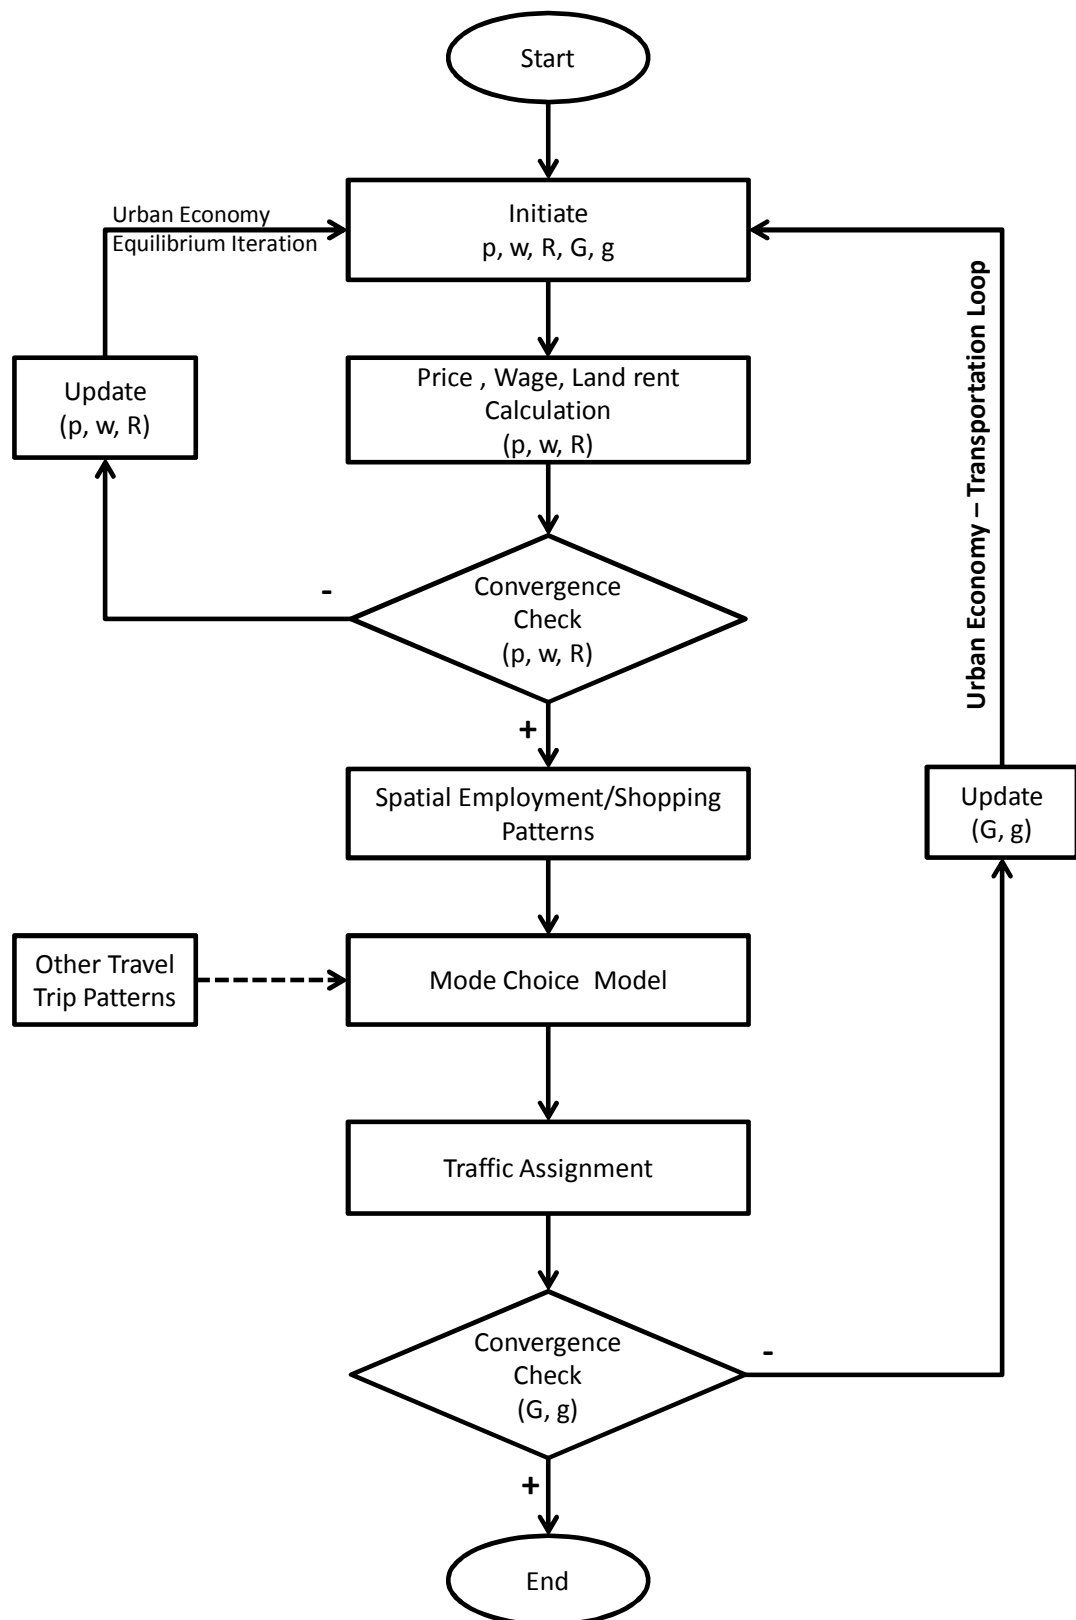 Start
Initiate
p, w, R, G, g
Urban Economy
Equilibrium Iteration
Update
(p, w, R)
Price , Wage, Land rent
Calculation
(p, w, R)
Urban Economy – Transportation Loop
-
Convergence
Check
(p, w, R)
+
Spatial Employment/Shopping
Patterns
Update
(G, g)
Other Travel
Trip Patterns
Mode Choice  Model
Traffic Assignment
Convergence
Check
(G, g)
-
+
End